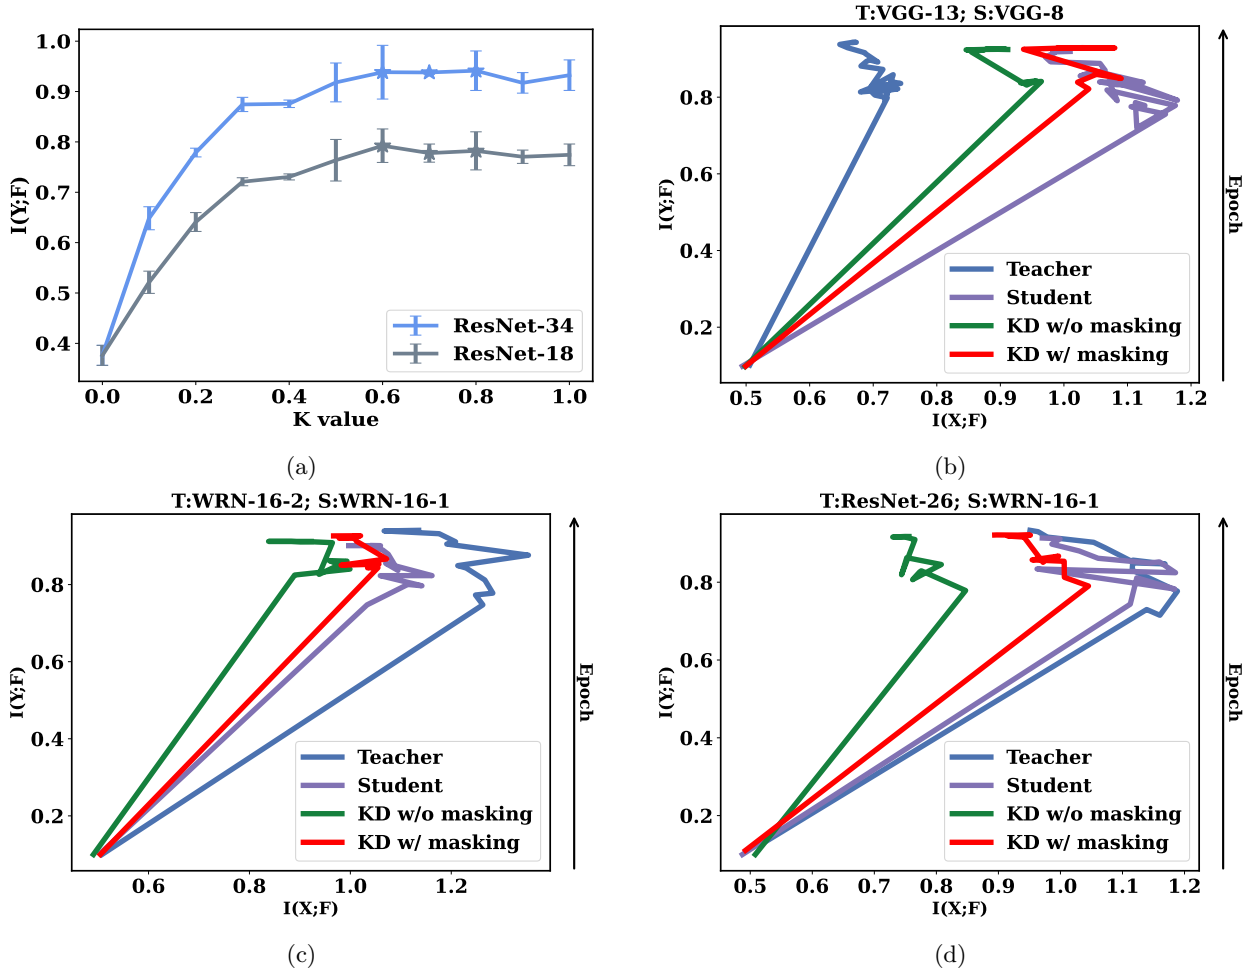 1.0
0.9
0.8
0.7
0.6
0.5
0.4
I(Y;F)
0.0 0.2 0.4 0.6 0.8 1.0
K value
ResNet-34
ResNet-18
(a)
T:VGG-13; S:VGG-8
0.8
0.6
0.4
0.2
I(Y;F)
0.5 0.6 0.7 0.8 0.9 1.0 1.1 1.2
I(X;F)
Teacher
Student
KD w/o masking
KD w/ masking
Epoch
(b)
T:WRN-16-2; S:WRN-16-1
0.8
0.6
0.4
0.2
I(Y;F)
0.6 0.8 1.0 1.2
I(X;F)
Teacher
Student
KD w/o masking
KD w/ masking
Epoch
(c)
T:ResNet-26; S:WRN-16-1
0.8
0.6
0.4
0.2
I(Y;F)
0.5 0.6 0.7 0.8 0.9 1.0 1.1 1.2
I(X;F)
Teacher
Student
KD w/o masking
KD w/ masking
Epoch
(d)